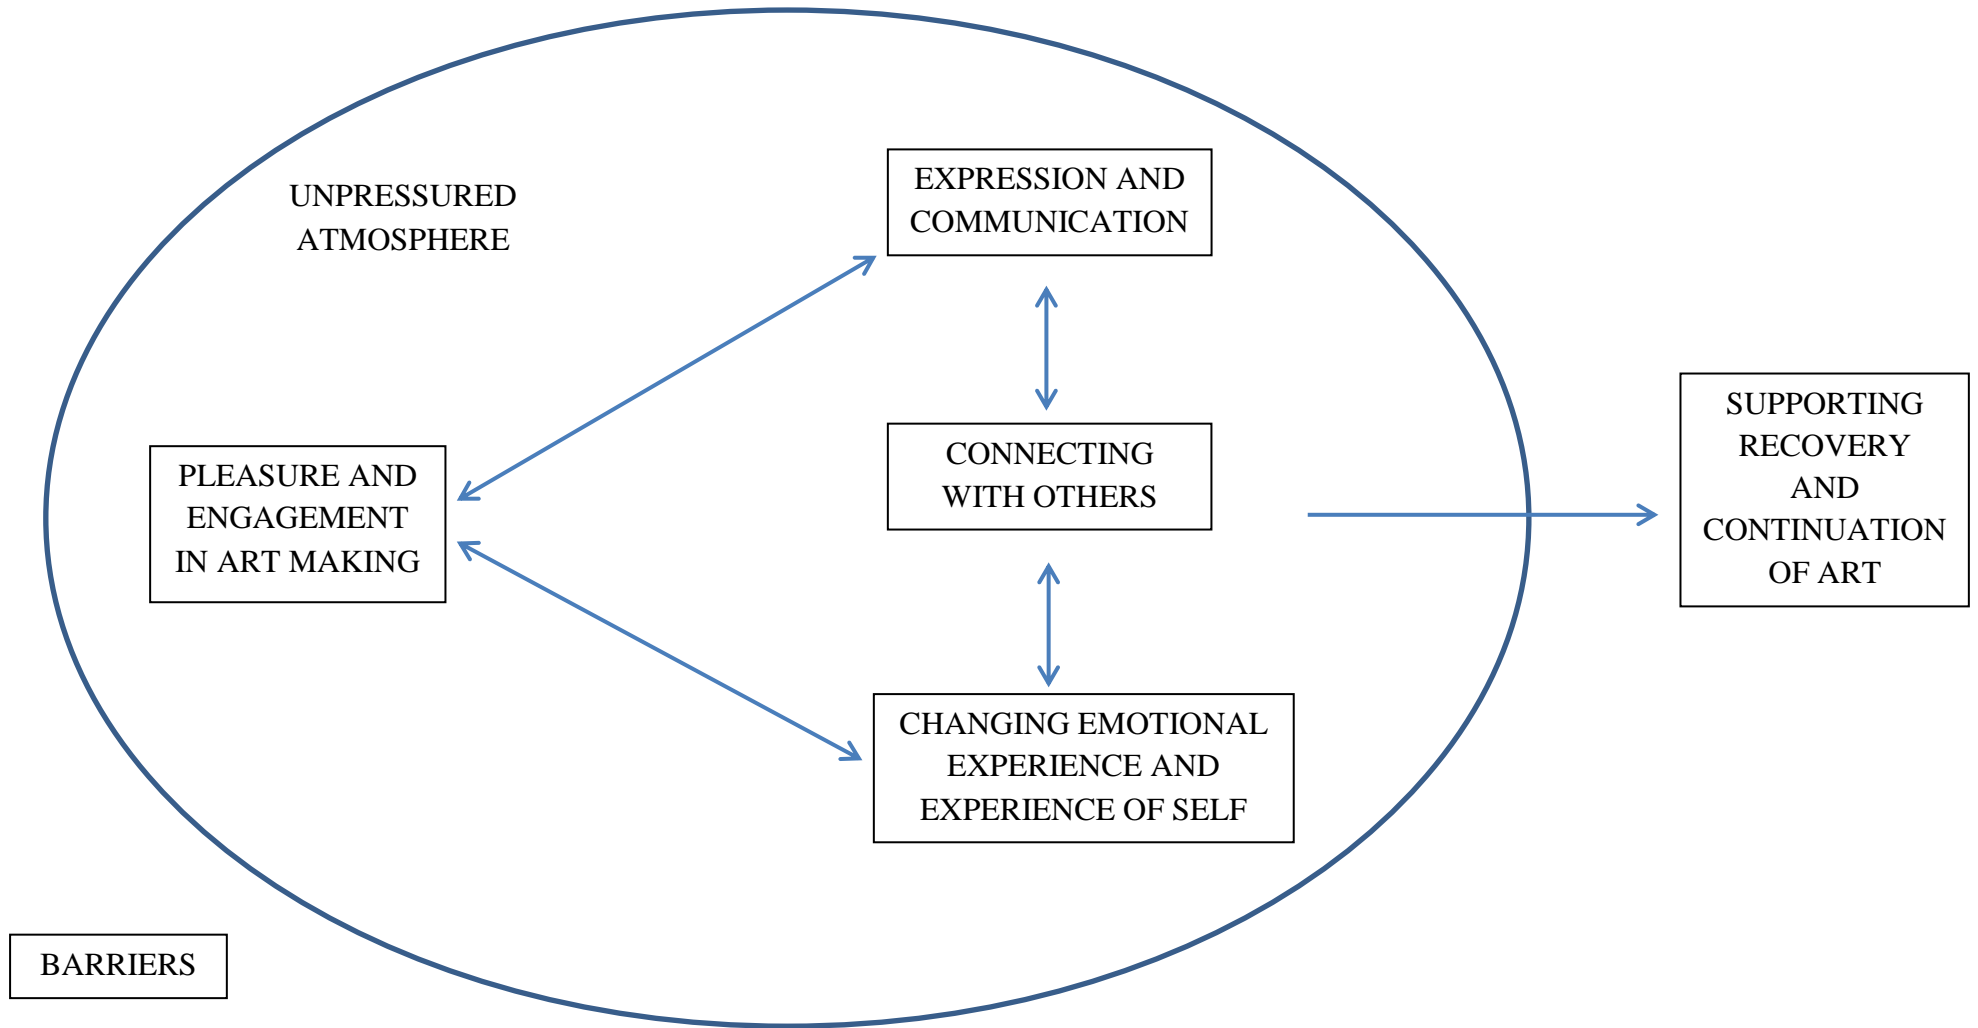 UNPRESSURED
ATMOSPHERE
EXPRESSION AND
COMMUNICATION
PLEASURE AND
ENGAGEMENT
IN ART MAKING
CONNECTING
WITH OTHERS
CHANGING EMOTIONAL
EXPERIENCE AND
EXPERIENCE OF SELF
SUPPORTING
RECOVERY
AND
CONTINUATION
OF ART
BARRIERS